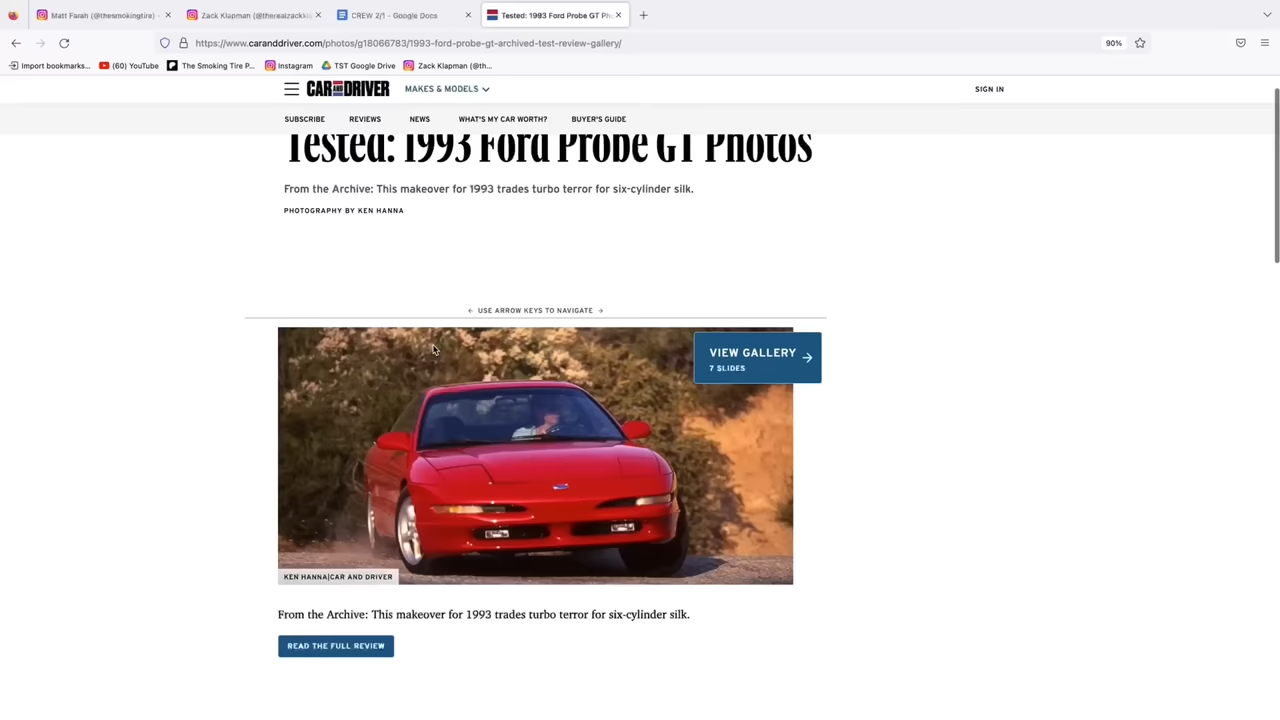 Matt Farah (@thesmokingtire) •
Zack Klapman (@therealzackkl
CREW 2/1 - Google Docs
Tested: 1993 Ford Probe GT Pho
https://www.caranddriver.com/photos/g18066783/1993-ford-probe-gt-archived-test-review-gallery/
90%
Import bookmarks...
(60) YouTube
The Smoking Tire P...
Instagram
TST Google Drive
Zack Klapman (@th...
CAR AND DRIVER
MAKES & MODELS
SIGN IN
SUBSCRIBE
REVIEWS
NEWS
WHAT'S MY CAR WORTH?
BUYER'S GUIDE
Tested: 1993 Ford Probe GT Photos
From the Archive: This makeover for 1993 trades turbo terror for six-cylinder silk.
PHOTOGRAPHY BY KEN HANNA
← USE ARROW KEYS TO NAVIGATE →
VIEW GALLERY →
7 SLIDES
KEN HANNA|CAR AND DRIVER
From the Archive: This makeover for 1993 trades turbo terror for six-cylinder silk.
READ THE FULL REVIEW